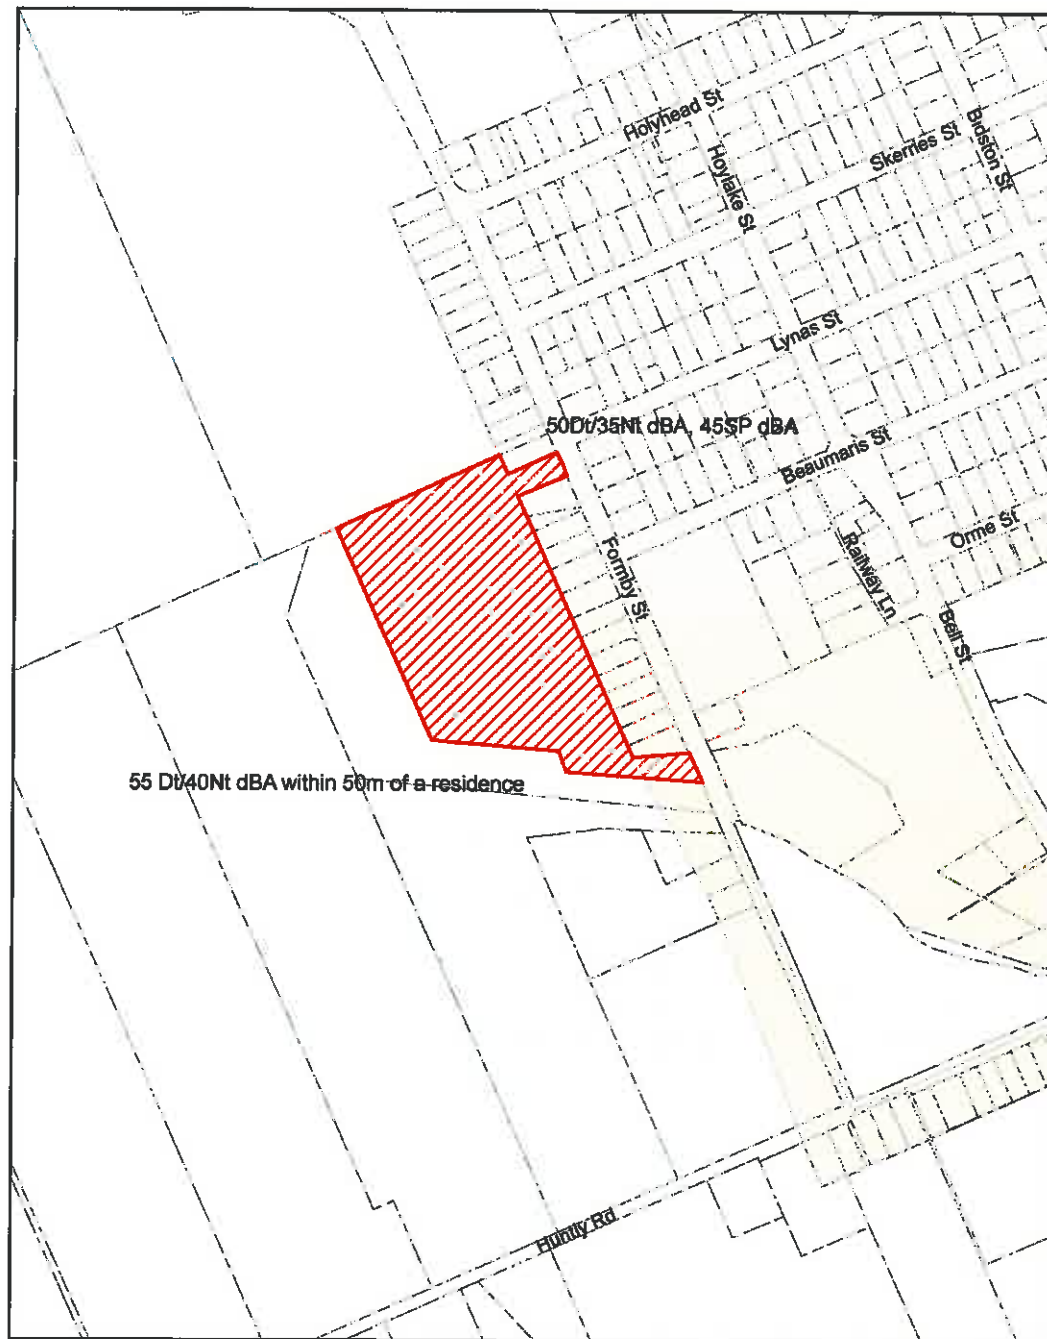 Holyhead St
Bidston St
Skerries St
Hoylake St
Lynas St
50Dt/35Nt dBA, 45SP dBA
Beaumaris St
Orme St
Formby St
Railway Ln
Bell St
55 Dt/40Nt dBA within 50m of a residence
Huntly Rd